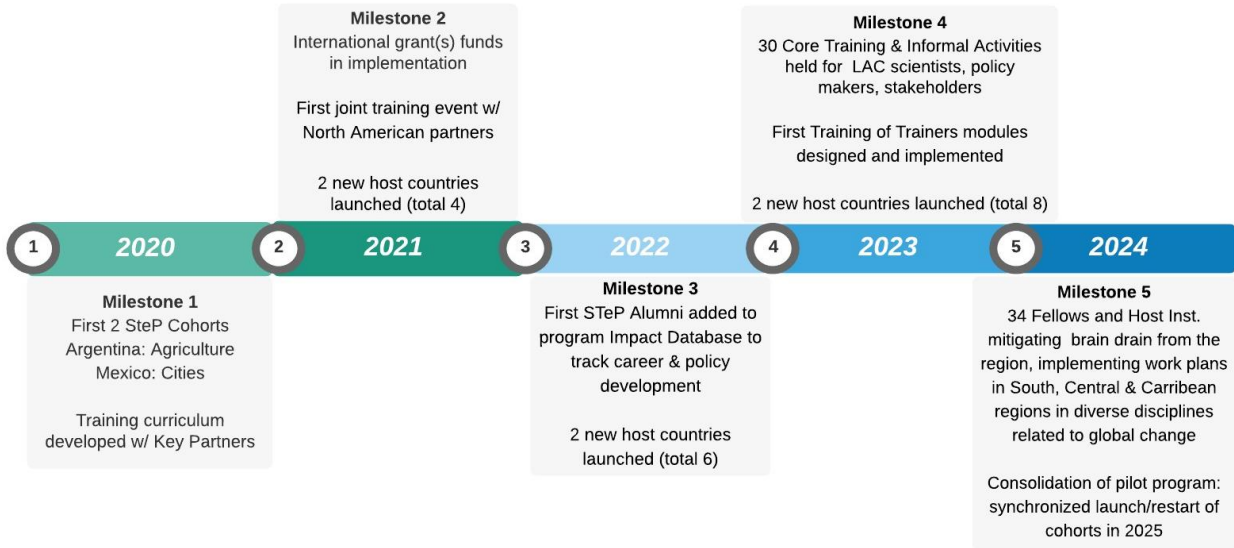 Milestone 2
International grant(s) funds
in implementation
First joint training event w/
North American partners
2 new host countries
launched (total 4)
Milestone 4
30 Core Training & Informal Activities
held for LAC scientists, policy
makers, stakeholders
First Training of Trainers modules
designed and implemented
2 new host countries launched (total 8)
1
2020
2
2021
3
2022
4
2023
5
2024
Milestone 1
First 2 SteP Cohorts
Argentina: Agriculture
Mexico: Cities
Training curriculum
developed w/ Key Partners
Milestone 3
First STeP Alumni added to
program Impact Database to
track career & policy
development
2 new host countries
launched (total 6)
Milestone 5
34 Fellows and Host Inst.
mitigating brain drain from the
region, implementing work plans
in South, Central & Carribean
regions in diverse disciplines
related to global change
Consolidation of pilot program:
synchronized launch/restart of
cohorts in 2025